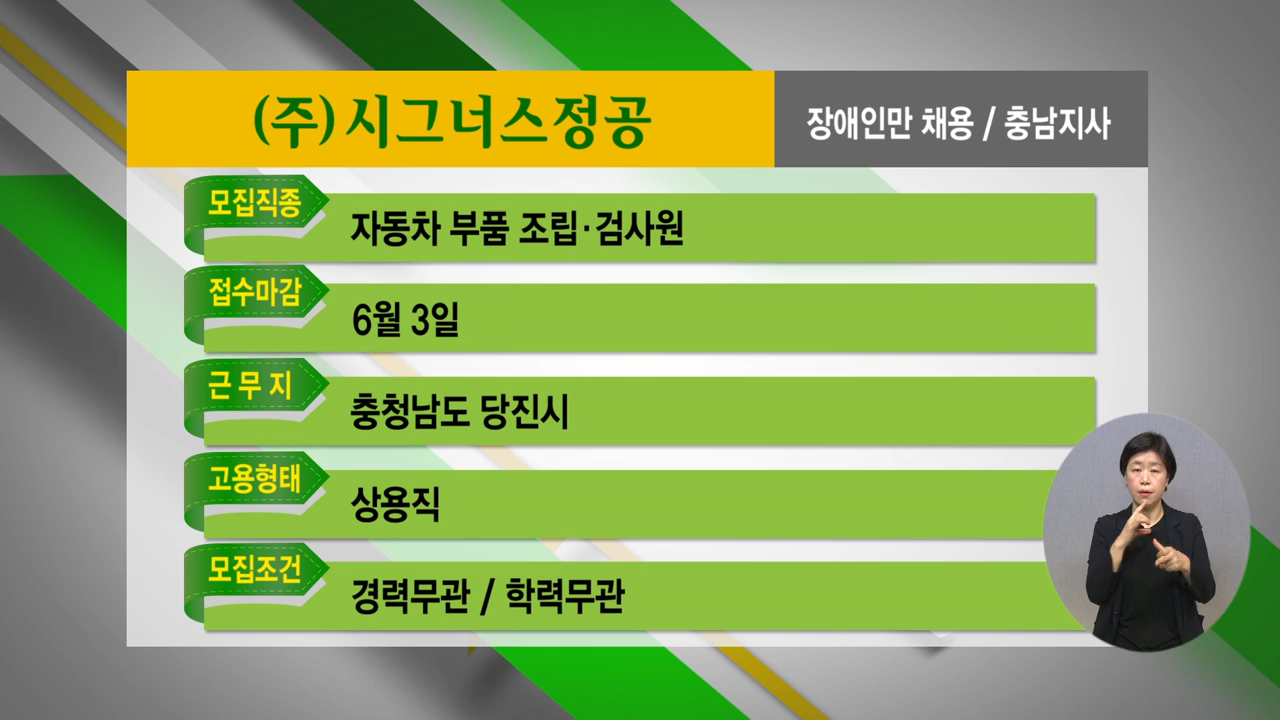 (주)시그너스정공
장애인만 채용 / 충남지사
모집직종
자동차 부품 조립·검사원
접수마감
6월 3일
근 무 지
충청남도 당진시
고용형태
상용직
모집조건
경력무관 / 학력무관